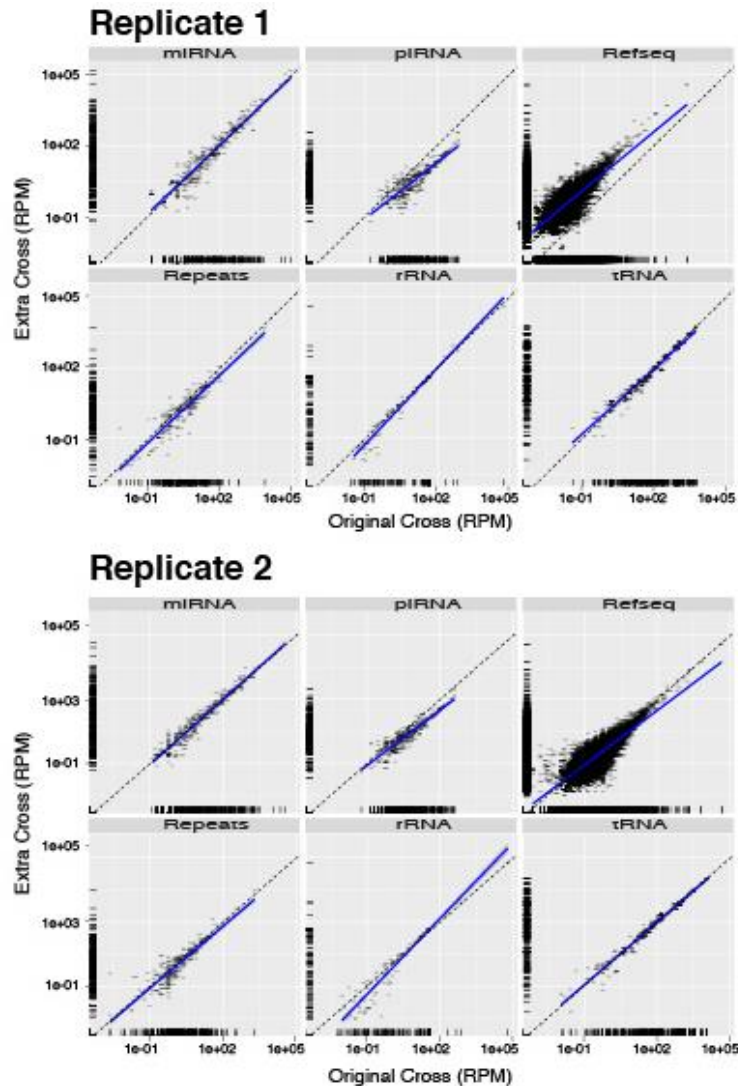 Replicate 1
miRNA piRNA Refseq
1e+05
1e+02
1e-01
Repeats rRNA tRNA
1e+05
1e+02
1e-01
Extra Cross (RPM)
1e-01 1e+02 1e+05 1e-01 1e+02 1e+05 1e-01 1e+02 1e+05
Original Cross (RPM)
Replicate 2
miRNA piRNA Refseq
1e+05
1e+03
1e-01
Repeats rRNA tRNA
1e+05
1e+03
1e-01
Extra Cross (RPM)
1e-01 1e+02 1e+05 1e-01 1e+02 1e+05 1e-01 1e+02 1e+05
Original Cross (RPM)